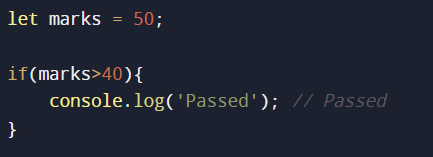 let marks = 50;
if(marks>40){
    console.log('Passed'); // Passed
}